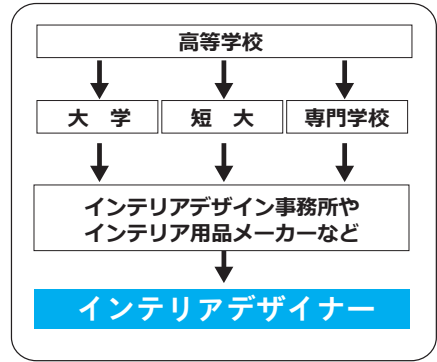 高等学校
大　学
短　大
専門学校
インテリアデザイン事務所や
インテリア用品メーカーなど
インテリアデザイナー